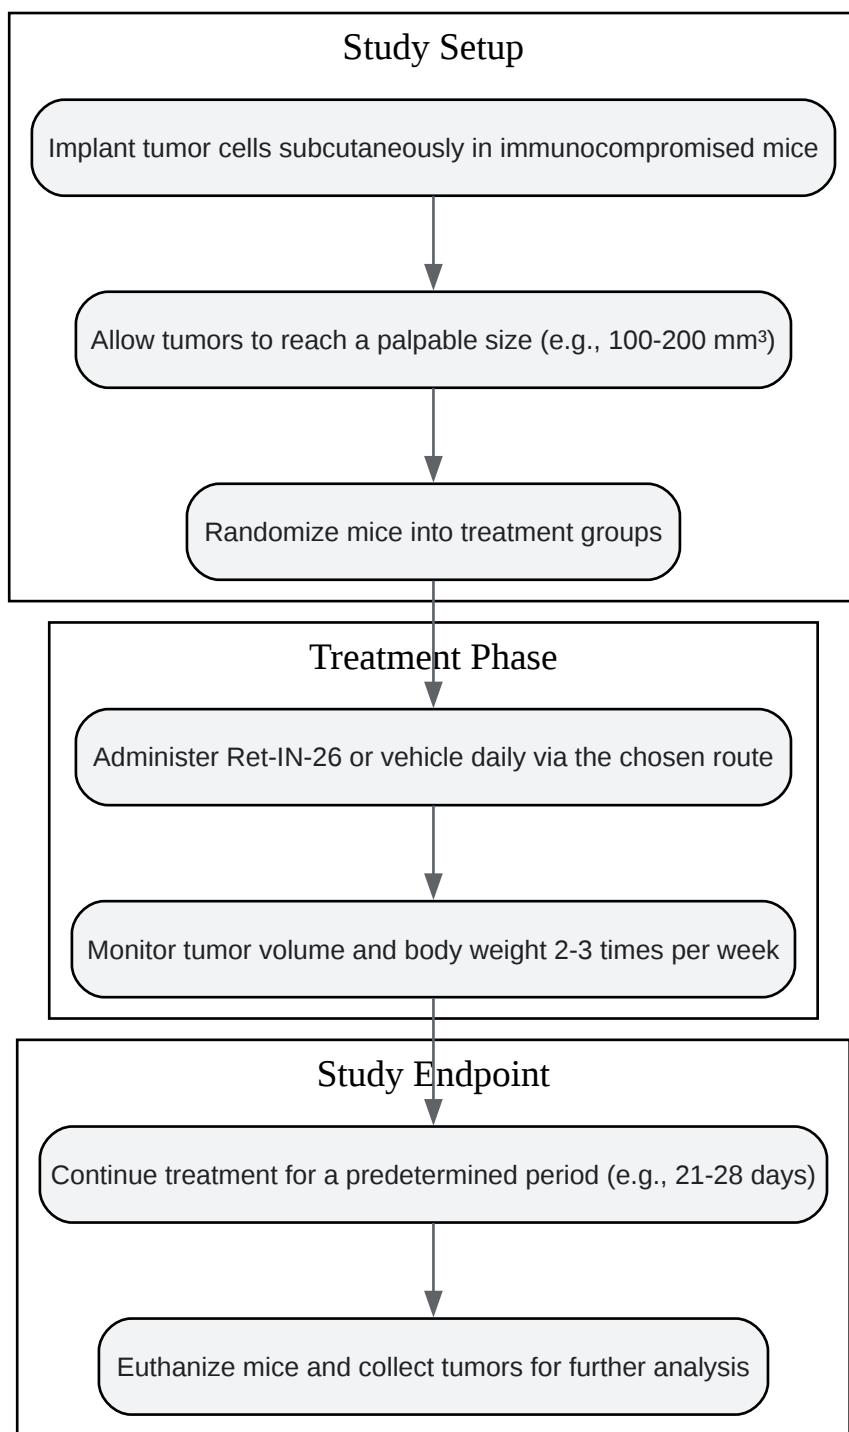 Study Setup
Implant tumor cells subcutaneously in immunocompromised mice
Allow tumors to reach a palpable size (e.g., 100-200 mm³)
Randomize mice into treatment groups
Treatment Phase
Administer Ret-IN-26 or vehicle daily via the chosen route
Monitor tumor volume and body weight 2-3 times per week
Study Endpoint
Continue treatment for a predetermined period (e.g., 21-28 days)
Euthanize mice and collect tumors for further analysis